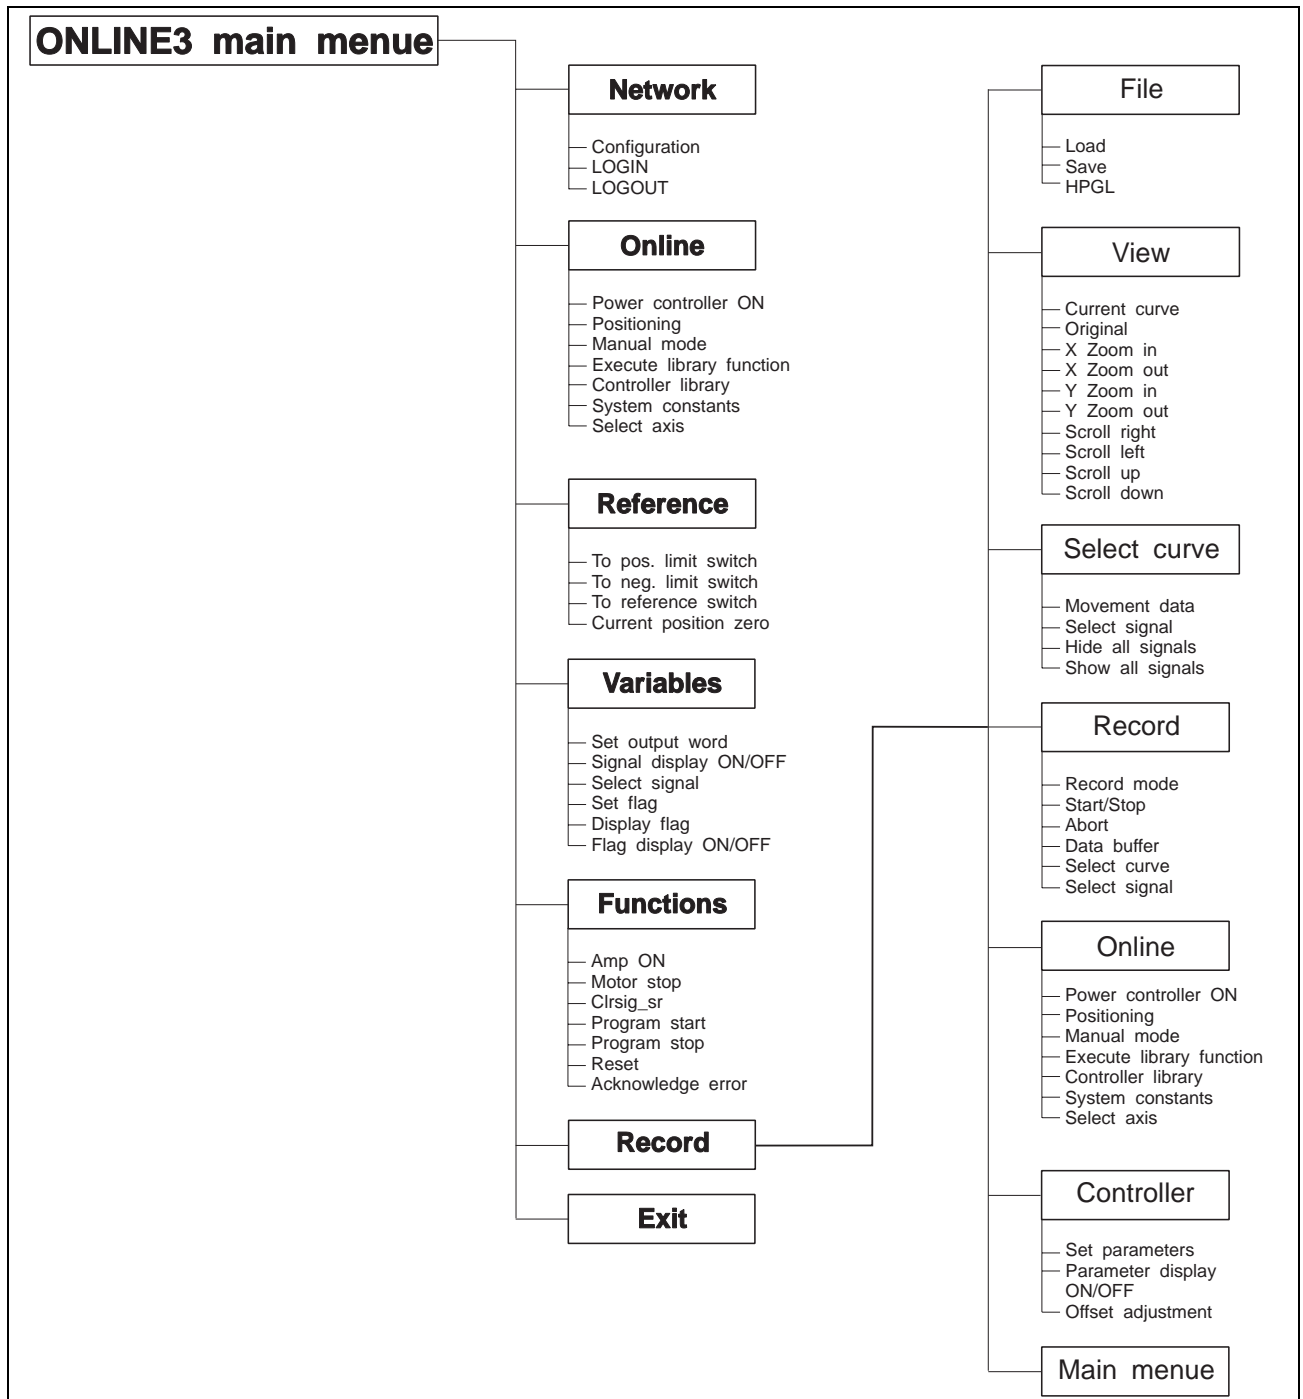 ONLINE3 main menue
Network
Configuration
LOGIN
LOGOUT
Online
Power controller ON
Positioning
Manual mode
Execute library function
Controller library
System constants
Select axis
Reference
To pos. limit switch
To neg. limit switch
To reference switch
Current position zero
Variables
Set output word
Signal display ON/OFF
Select signal
Set flag
Display flag
Flag display ON/OFF
Functions
Amp ON
Motor stop
Clrsig_sr
Program start
Program stop
Reset
Acknowledge error
Record
Exit
File
Load
Save
HPGL
View
Current curve
Original
X Zoom in
X Zoom out
Y Zoom in
Y Zoom out
Scroll right
Scroll left
Scroll up
Scroll down
Select curve
Movement data
Select signal
Hide all signals
Show all signals
Record
Record mode
Start/Stop
Abort
Data buffer
Select curve
Select signal
Online
Power controller ON
Positioning
Manual mode
Execute library function
Controller library
System constants
Select axis
Controller
Set parameters
Parameter display
ON/OFF
Offset adjustment
Main menue